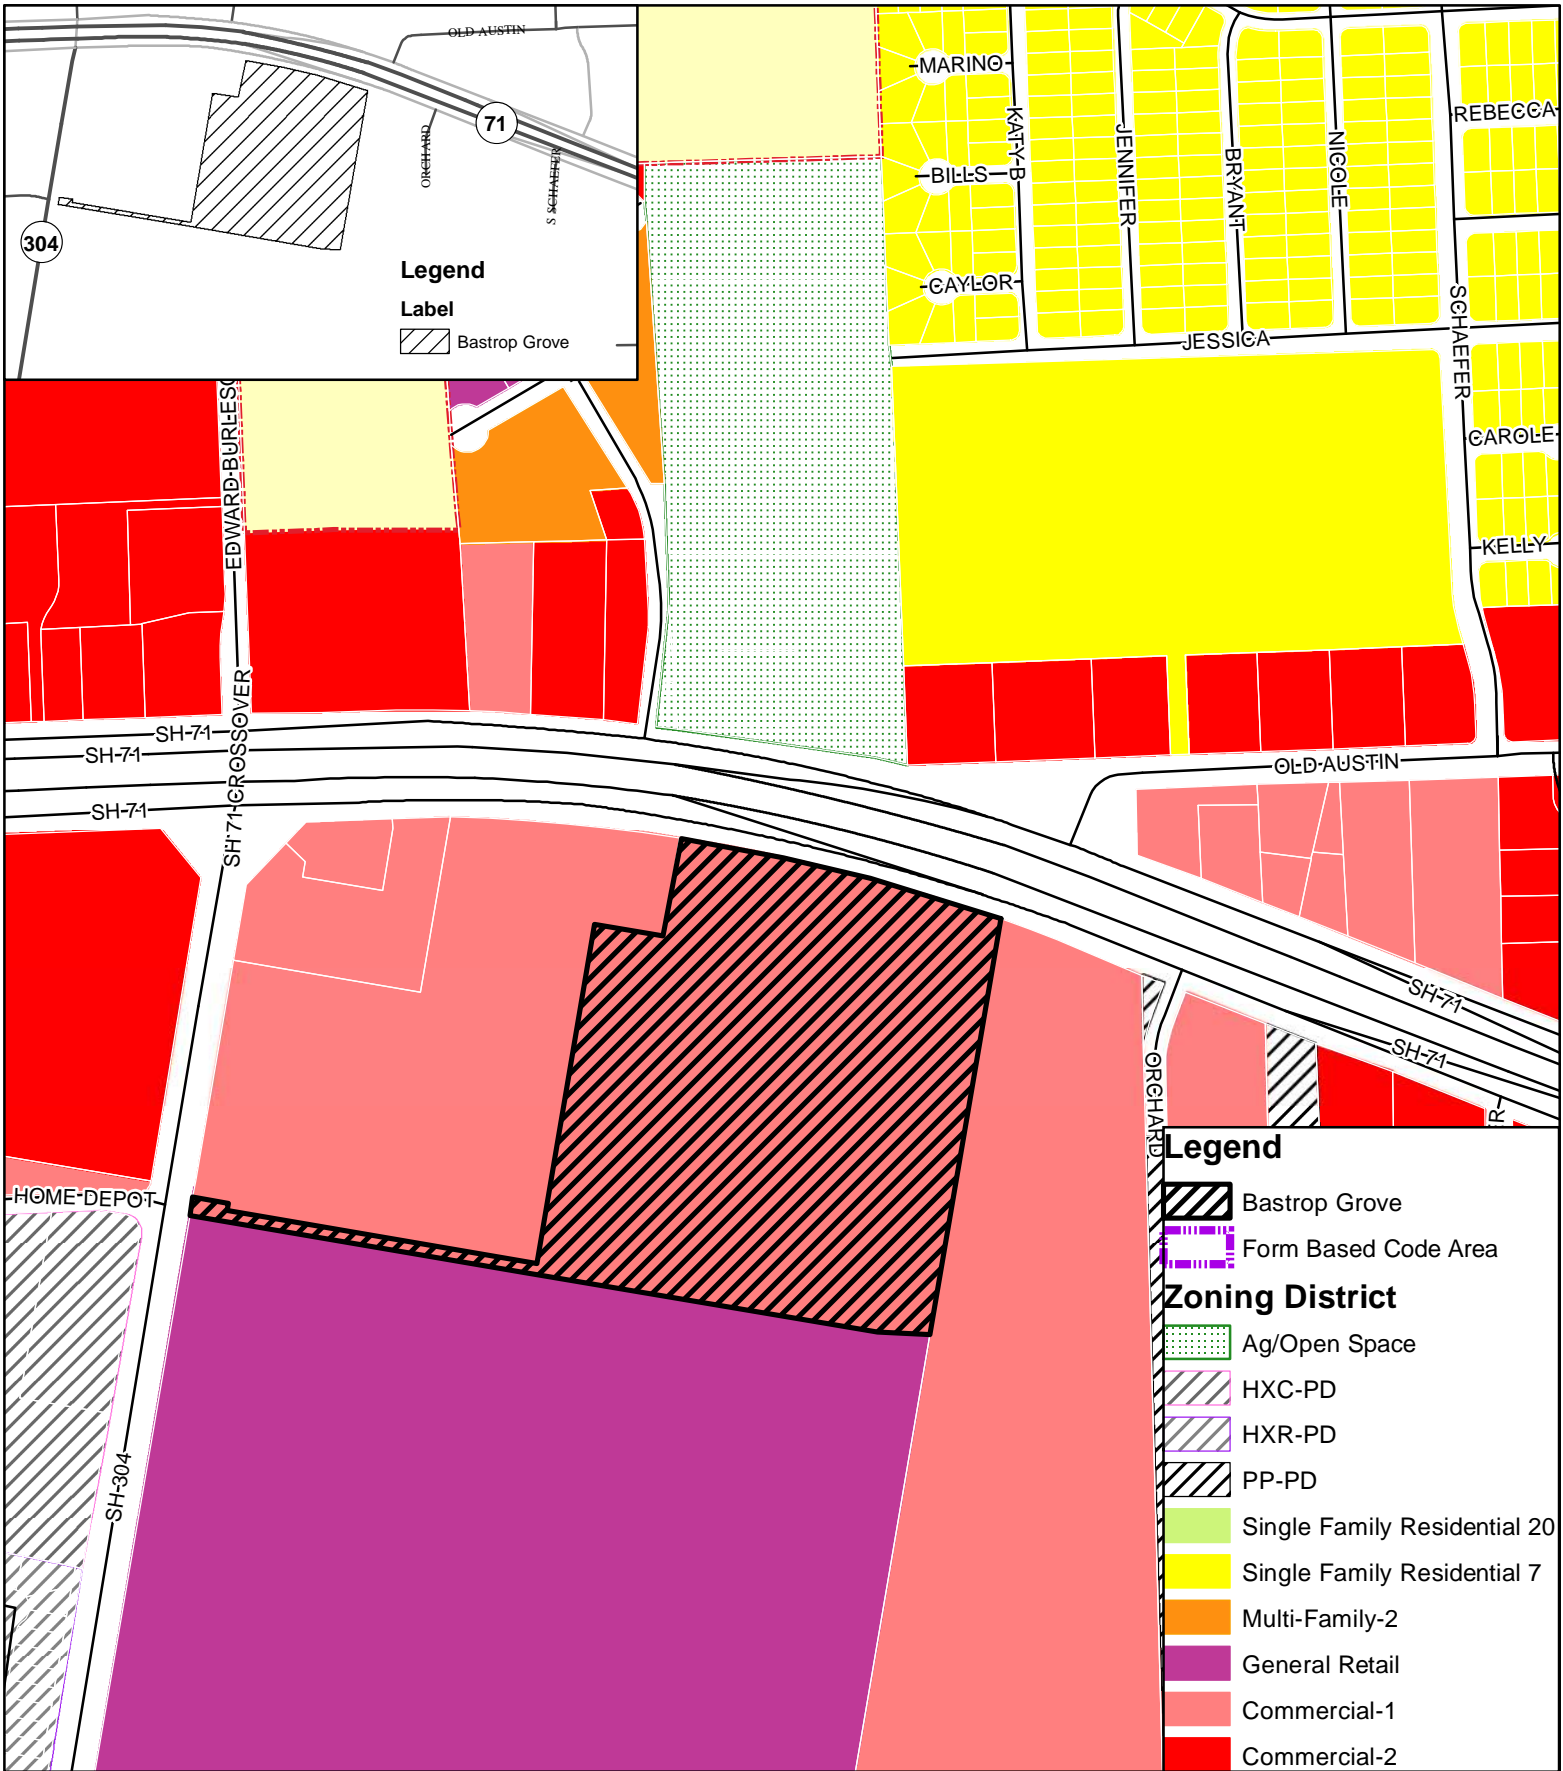 OLD AUSTIN
71
ORCHARD
S SCHAEFER
304
Legend
Label
Bastrop Grove
MARINO
KATY-B
JENNIFER
BRYANT
NICOLE
REBECCA
BILLS
CAYLOR
JESSICA
SCHAEFER
CAROLE
KELLY
EDWARD-BURLESO
SH-71
SH-71
SH-71
SH-71-CROSSOVER
OLD-AUSTIN
SH-71
SH-71
ORCHARD
ER
HOME-DEPOT
SH-304
Legend
Bastrop Grove
Form Based Code Area
Zoning District
Ag/Open Space
HXC-PD
HXR-PD
PP-PD
Single Family Residential 20
Single Family Residential 7
Multi-Family-2
General Retail
Commercial-1
Commercial-2